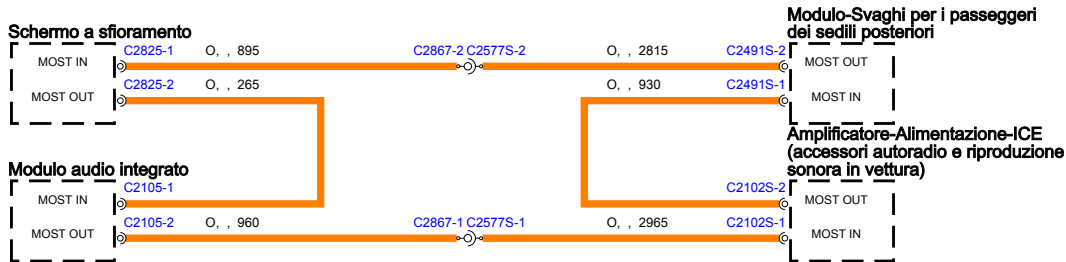 Schermo a sfioramento
Modulo-Svaghi per i passeggeri
dei sedili posteriori
MOST IN
C2825-1
O, , 895
C2867-2 C2577S-2
O, , 2815
C2491S-2
MOST OUT
MOST OUT
C2825-2
O, , 265
O, , 930
C2491S-1
MOST IN
Modulo audio integrato
Amplificatore-Alimentazione-ICE
(accessori autoradio e riproduzione
sonora in vettura)
MOST IN
C2105-1
C2102S-2
MOST OUT
MOST OUT
C2105-2
O, , 960
C2867-1 C2577S-1
O, , 2965
C2102S-1
MOST IN